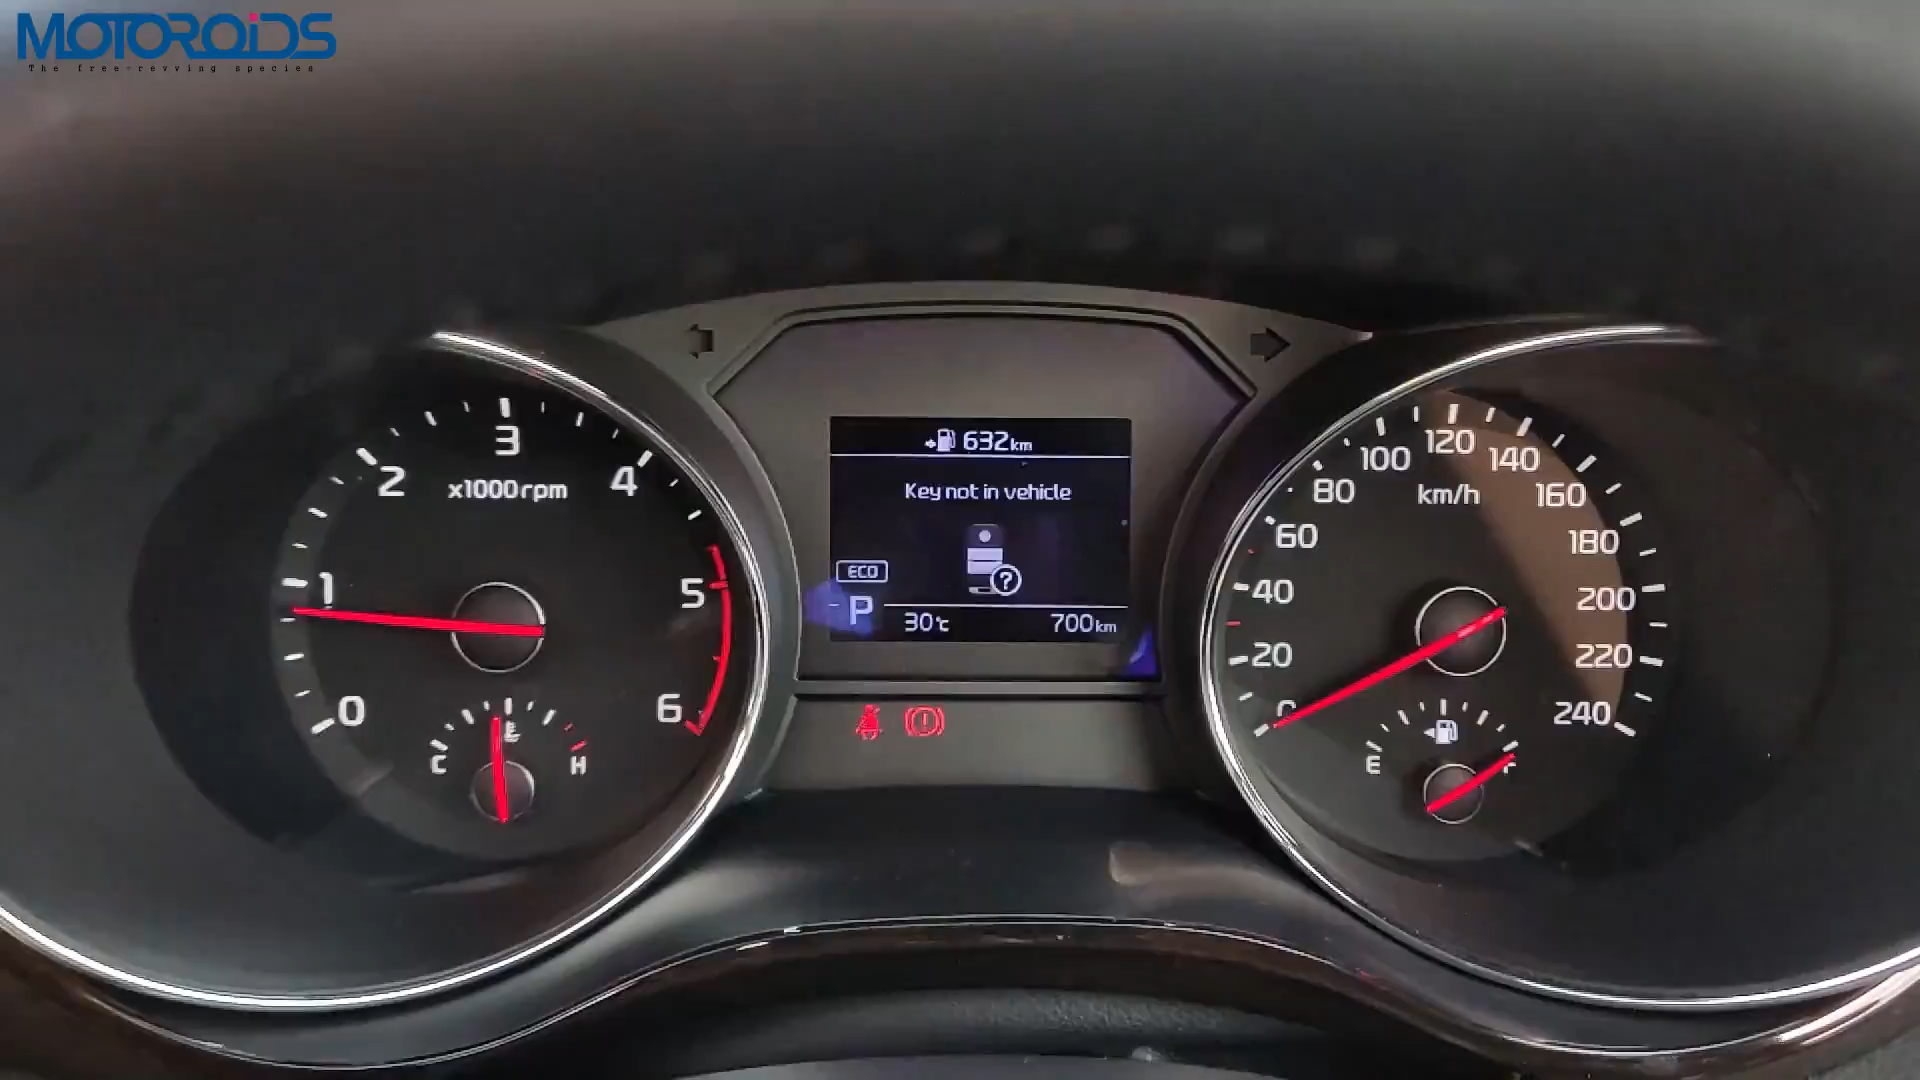 MOTOROIDS
The free-revving species
632km
Key not in vehicle
?
ECO
P
30℃
700km
0
1
2
3
4
5
6
x1000rpm
C
H
0
20
40
60
80
100
120
140
160
180
200
220
240
km/h
E
F